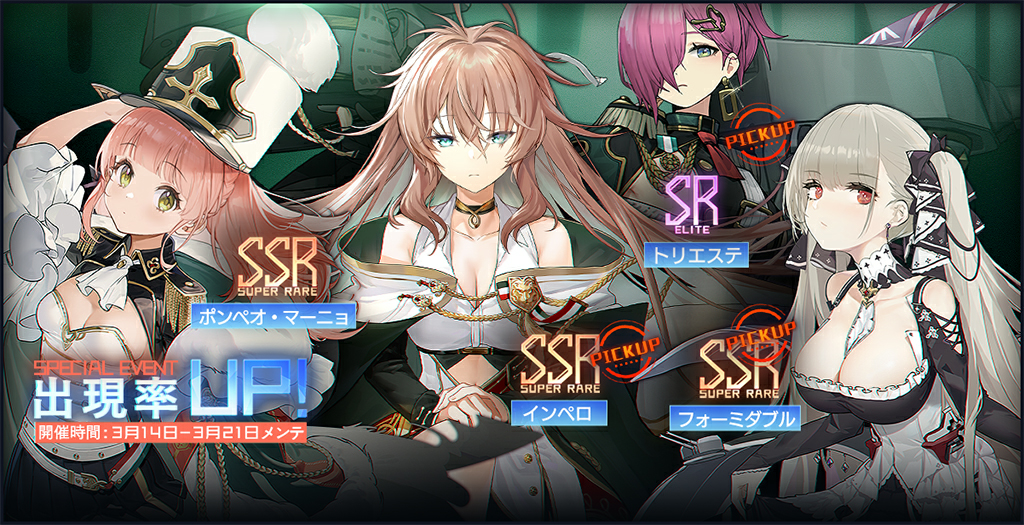 PICKUP
SR
ELITE
トリエステ
SSR
SUPER RARE
ポンペオ・マーニョ
SSR
PICKUP
SUPER RARE
インペロ
PICKUP
SSR
SUPER RARE
フォーミダブル
SPECIAL EVENT
出現率UP!
開催時間:3月14日-3月21日メンテ